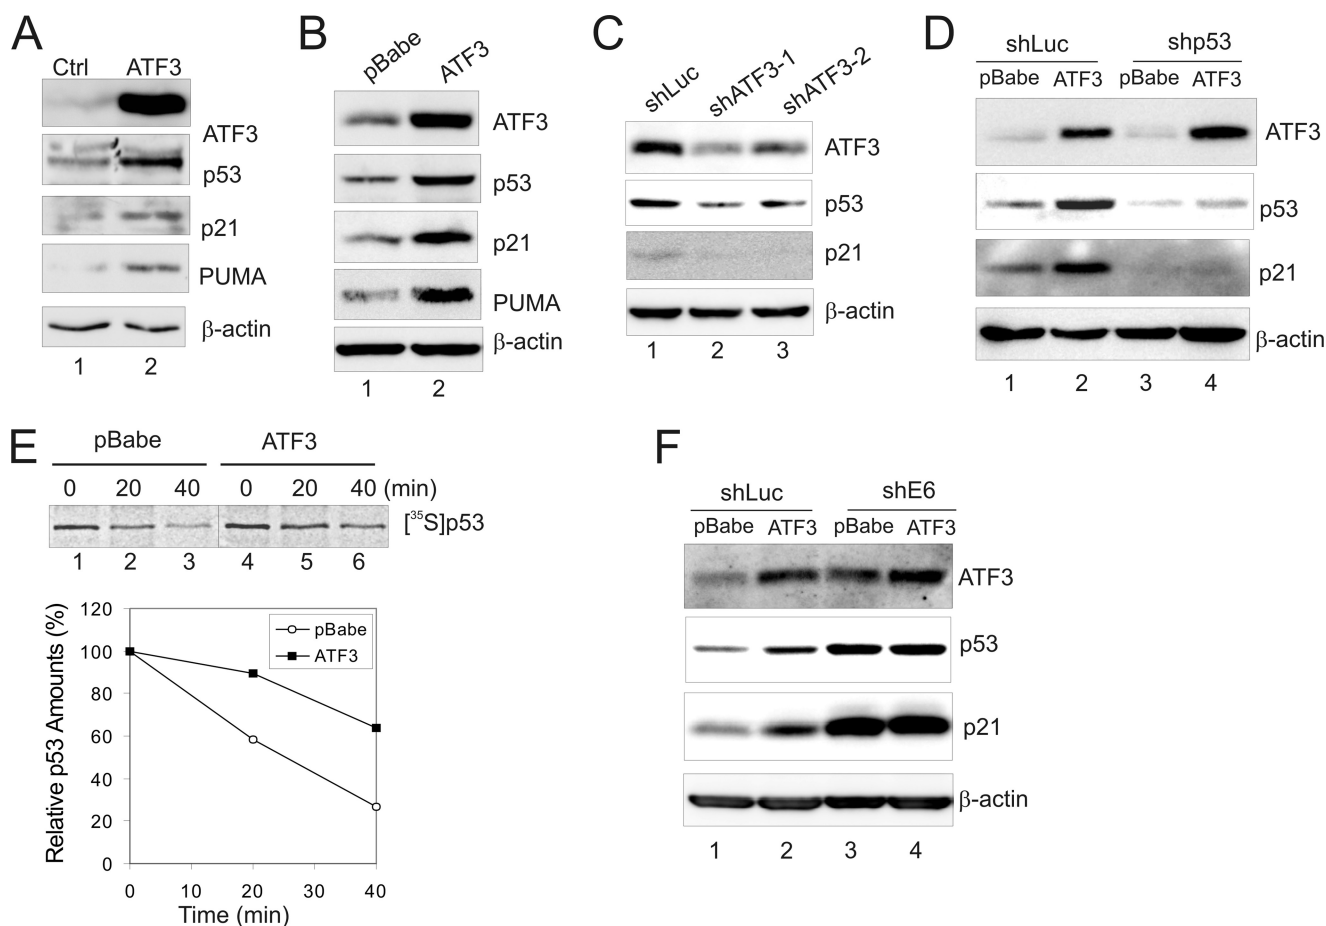 A
Ctrl ATF3
ATF3
p53
p21
PUMA
β-actin
1 2
B
pBabe ATF3
ATF3
p53
p21
PUMA
β-actin
1 2
C
shLuc shATF3-1 shATF3-2
ATF3
p53
p21
β-actin
1 2 3
D
shLuc shp53
pBabe ATF3 pBabe ATF3
ATF3
p53
p21
β-actin
1 2 3 4
E
pBabe ATF3
0 20 40 0 20 40 (min)
[³⁵S]p53
1 2 3 4 5 6
Relative p53 Amounts (%)
120
100
80
60
40
20
0
pBabe
ATF3
0 10 20 30 40
Time (min)
F
shLuc shE6
pBabe ATF3 pBabe ATF3
ATF3
p53
p21
β-actin
1 2 3 4